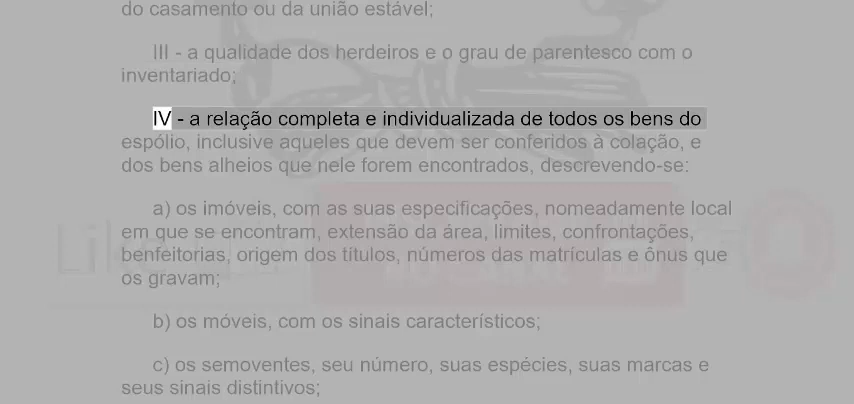 do casamento ou da união estável;
III - a qualidade dos herdeiros e o grau de parentesco com o
inventariado;
IV - a relação completa e individualizada de todos os bens do
espólio, inclusive aqueles que devem ser conferidos à colação, e
dos bens alheios que nele forem encontrados, descrevendo-se:
a) os imóveis, com as suas especificações, nomeadamente local
em que se encontram, extensão da área, limites, confrontações,
benfeitorias, origem dos títulos, números das matrículas e ônus que
os gravam;
b) os móveis, com os sinais característicos;
c) os semoventes, seu número, suas espécies, suas marcas e
seus sinais distintivos;
Like